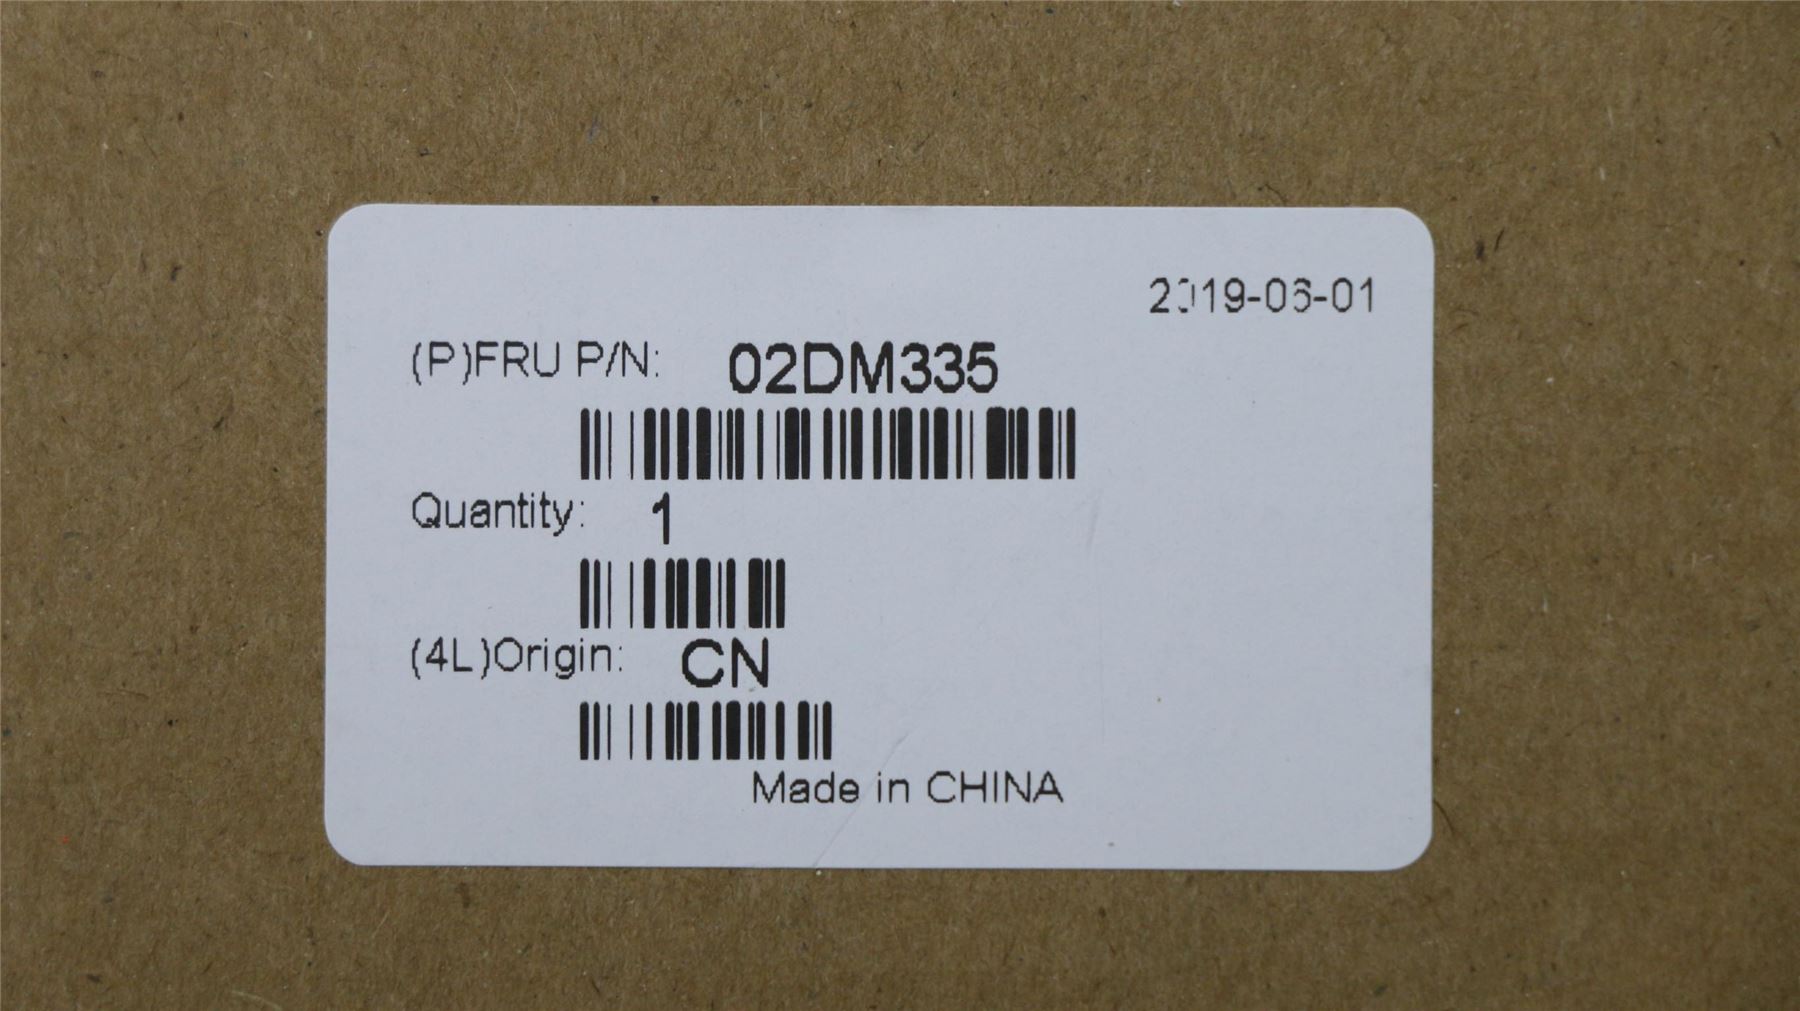 2019-06-01
(P)FRU P/N: 02DM335
Quantity: 1
(4L)Origin: CN
Made in CHINA